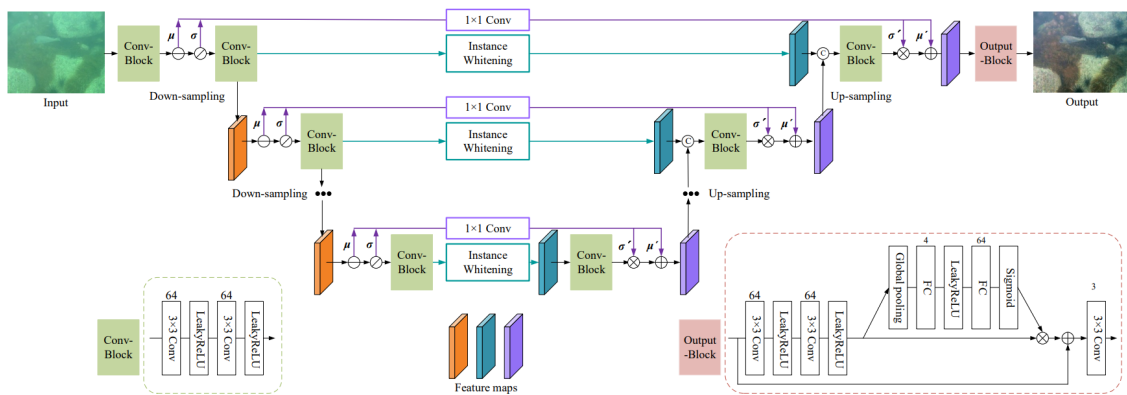 1×1 Conv
μ
σ
σ′
μ′
Conv-
Block
Conv-
Block
Instance
Whitening
C
Conv-
Block
Output
-Block
Input
Down-sampling
Up-sampling
Output
1×1 Conv
μ
σ
σ′
μ′
Conv-
Block
Instance
Whitening
C
Conv-
Block
Down-sampling
•••
•••
Up-sampling
1×1 Conv
μ
σ
σ′
μ′
Conv-
Block
Instance
Whitening
Conv-
Block
Conv-
Block
64
3×3 Conv
LeakyReLU
64
3×3 Conv
LeakyReLU
Feature maps
Output
-Block
64
3×3 Conv
LeakyReLU
64
3×3 Conv
LeakyReLU
Global pooling
4
FC
LeakyReLU
64
FC
Sigmoid
3
3×3 Conv